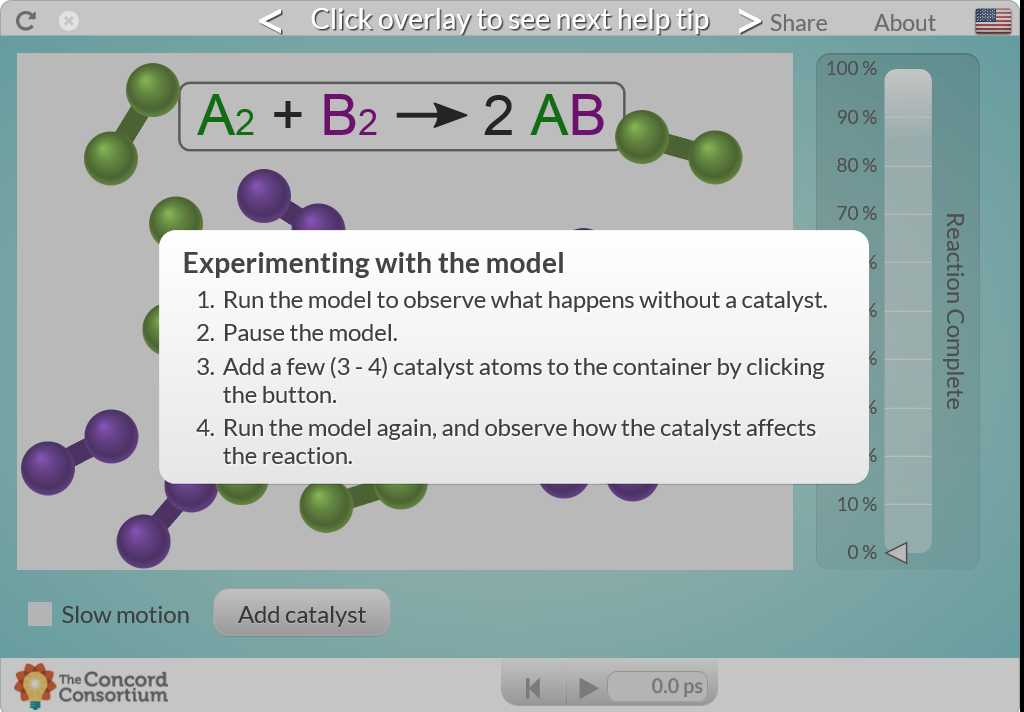 < Click overlay to see next help tip >
Share
About
A2 + B2 → 2 AB
Experimenting with the model
1. Run the model to observe what happens without a catalyst.
2. Pause the model.
3. Add a few (3 - 4) catalyst atoms to the container by clicking
the button.
4. Run the model again, and observe how the catalyst affects
the reaction.
100 %
90 %
80 %
70 %
%
%
%
%
%
10 %
0 %
Reaction Complete
Slow motion
Add catalyst
The Concord
Consortium
0.0 ps